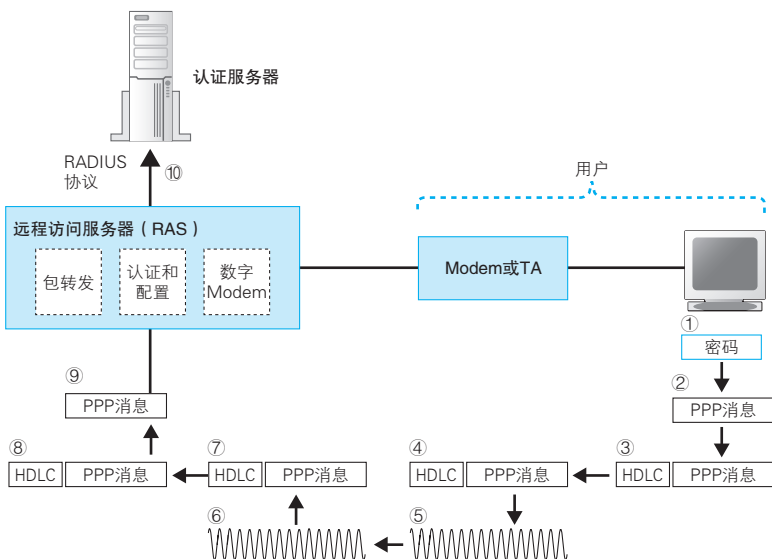 认证服务器
RADIUS
协议
⑩
用户
远程访问服务器（RAS）
包转发
认证和
配置
数字
Modem
Modem或TA
①
密码
②
PPP消息
③
HDLC PPP消息
④
HDLC PPP消息
⑤
⑥
⑦
HDLC PPP消息
⑧
HDLC PPP消息
⑨
PPP消息